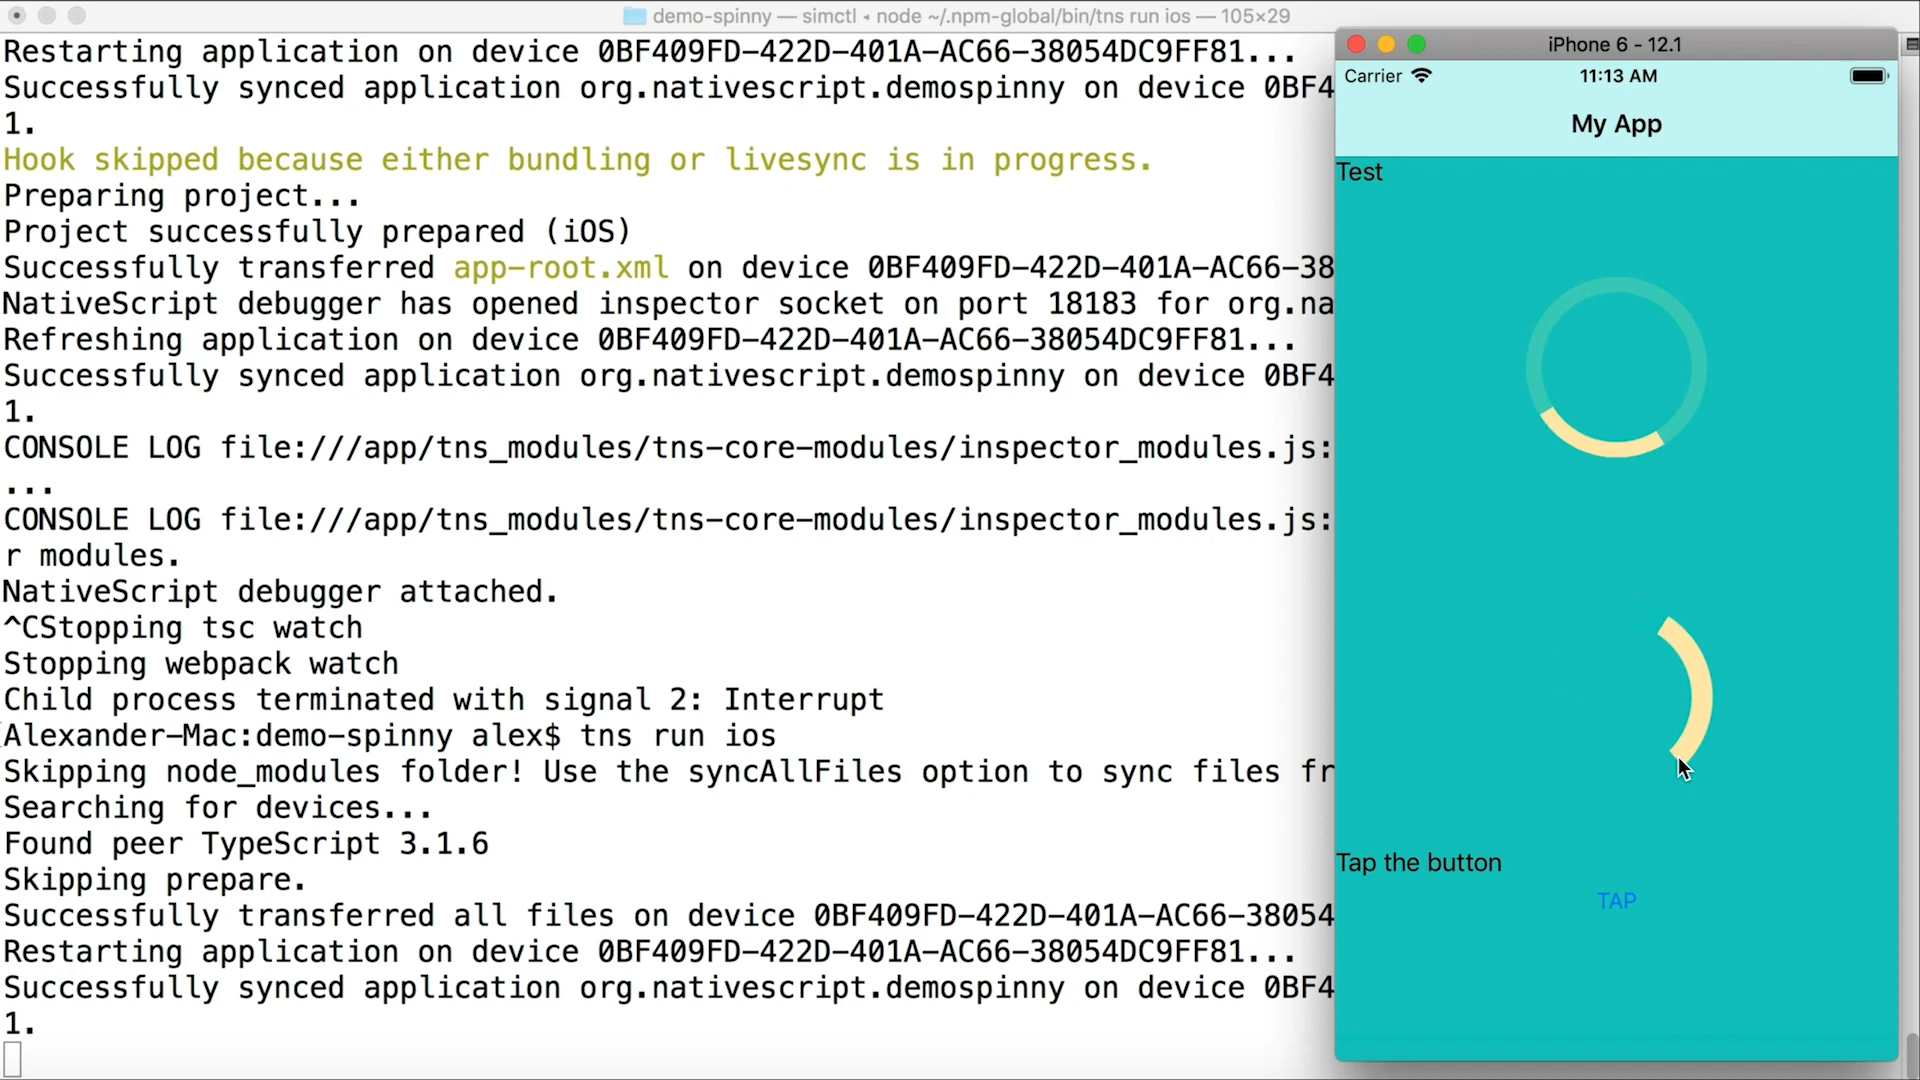 demo-spinny — simctl ◂ node ~/.npm-global/bin/tns run ios — 105×29
Restarting application on device 0BF409FD-422D-401A-AC66-38054DC9FF81...
Successfully synced application org.nativescript.demospinny on device 0BF4
1.
Hook skipped because either bundling or livesync is in progress.
Preparing project...
Project successfully prepared (iOS)
Successfully transferred app-root.xml on device 0BF409FD-422D-401A-AC66-38
NativeScript debugger has opened inspector socket on port 18183 for org.na
Refreshing application on device 0BF409FD-422D-401A-AC66-38054DC9FF81...
Successfully synced application org.nativescript.demospinny on device 0BF4
1.
CONSOLE LOG file:///app/tns_modules/tns-core-modules/inspector_modules.js:
...
CONSOLE LOG file:///app/tns_modules/tns-core-modules/inspector_modules.js:
r modules.
NativeScript debugger attached.
^CStopping tsc watch
Stopping webpack watch
Child process terminated with signal 2: Interrupt
Alexander-Mac:demo-spinny alex$ tns run ios
Skipping node_modules folder! Use the syncAllFiles option to sync files fr
Searching for devices...
Found peer TypeScript 3.1.6
Skipping prepare.
Successfully transferred all files on device 0BF409FD-422D-401A-AC66-38054
Restarting application on device 0BF409FD-422D-401A-AC66-38054DC9FF81...
Successfully synced application org.nativescript.demospinny on device 0BF4
1.
iPhone 6 - 12.1
Carrier 11:13 AM
My App
Test
Tap the button
TAP